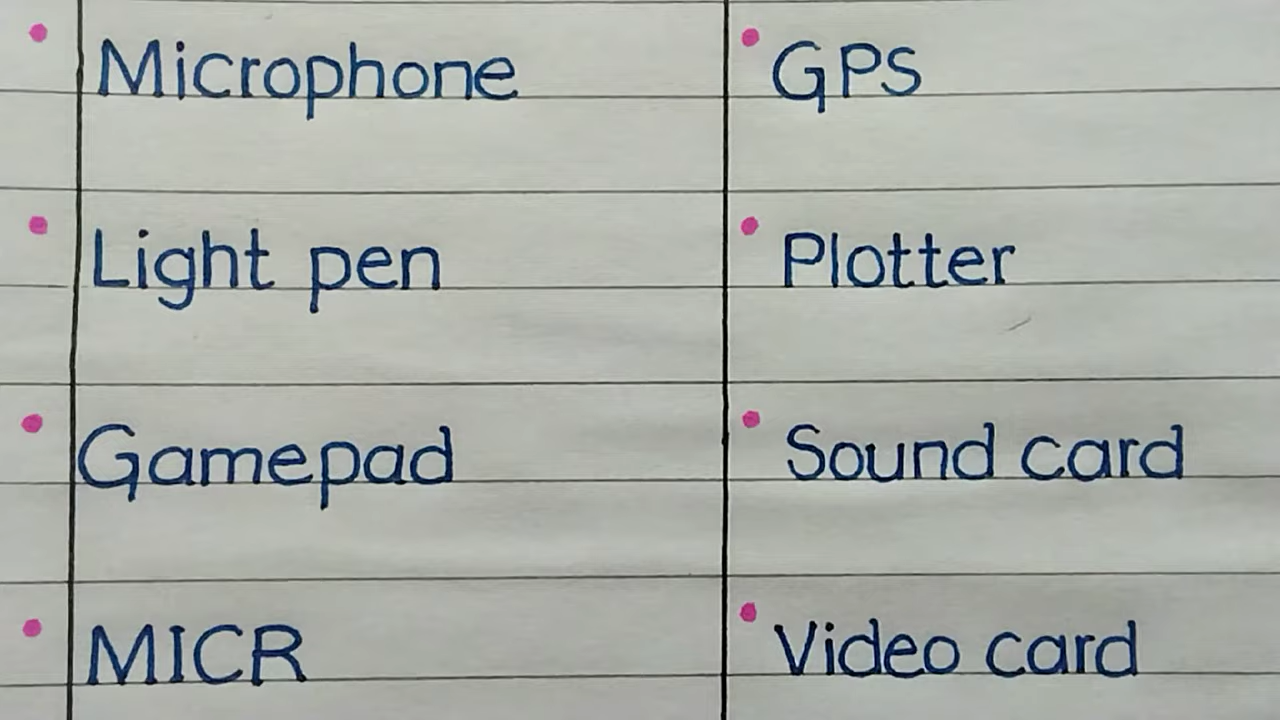 Microphone
GPS
Light pen
Plotter
Gamepad
Sound card
MICR
Video card